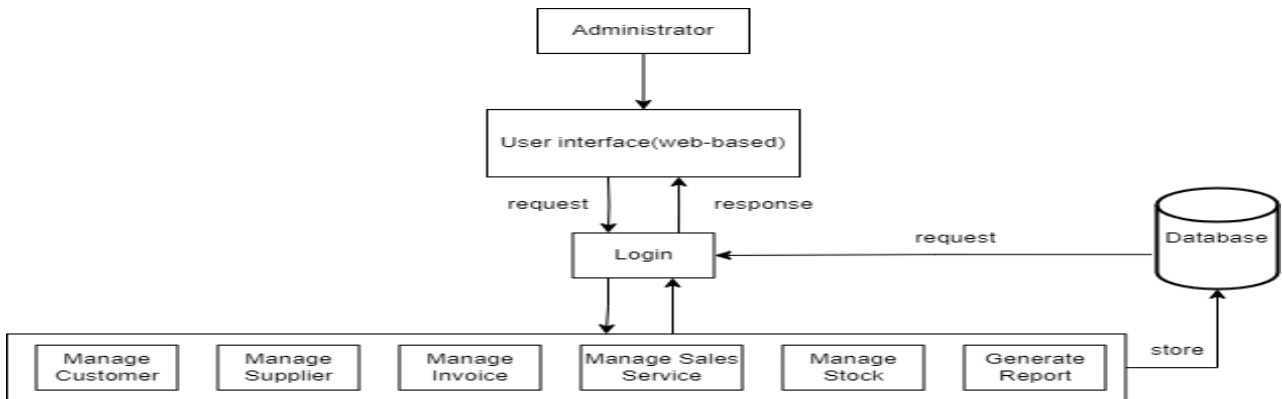 Administrator
User interface(web-based)
request
response
Login
request
Database
Manage
Customer
Manage
Supplier
Manage
Invoice
Manage Sales
Service
Manage
Stock
Generate
Report
store